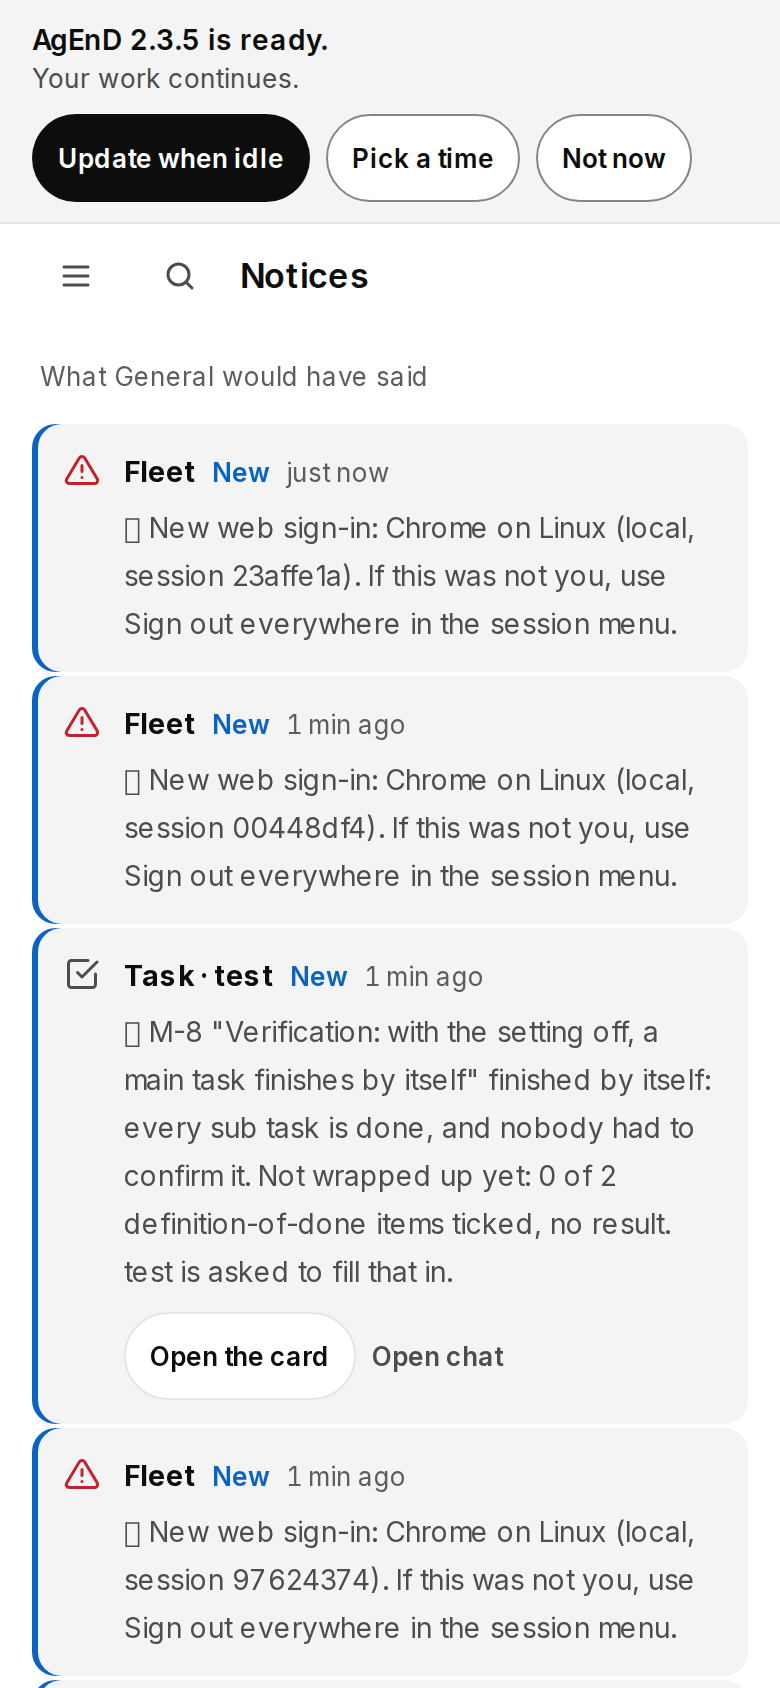 AgEnD 2.3.5 is ready.
Your work continues.
Update when idle
Pick a time
Not now
Notices
What General would have said
Fleet New just now
New web sign-in: Chrome on Linux (local,
session 23affe1a). If this was not you, use
Sign out everywhere in the session menu.
Fleet New 1 min ago
New web sign-in: Chrome on Linux (local,
session 00448df4). If this was not you, use
Sign out everywhere in the session menu.
Task · test New 1 min ago
M-8 "Verification: with the setting off, a
main task finishes by itself" finished by itself:
every sub task is done, and nobody had to
confirm it. Not wrapped up yet: 0 of 2
definition-of-done items ticked, no result.
test is asked to fill that in.
Open the card
Open chat
Fleet New 1 min ago
New web sign-in: Chrome on Linux (local,
session 97624374). If this was not you, use
Sign out everywhere in the session menu.